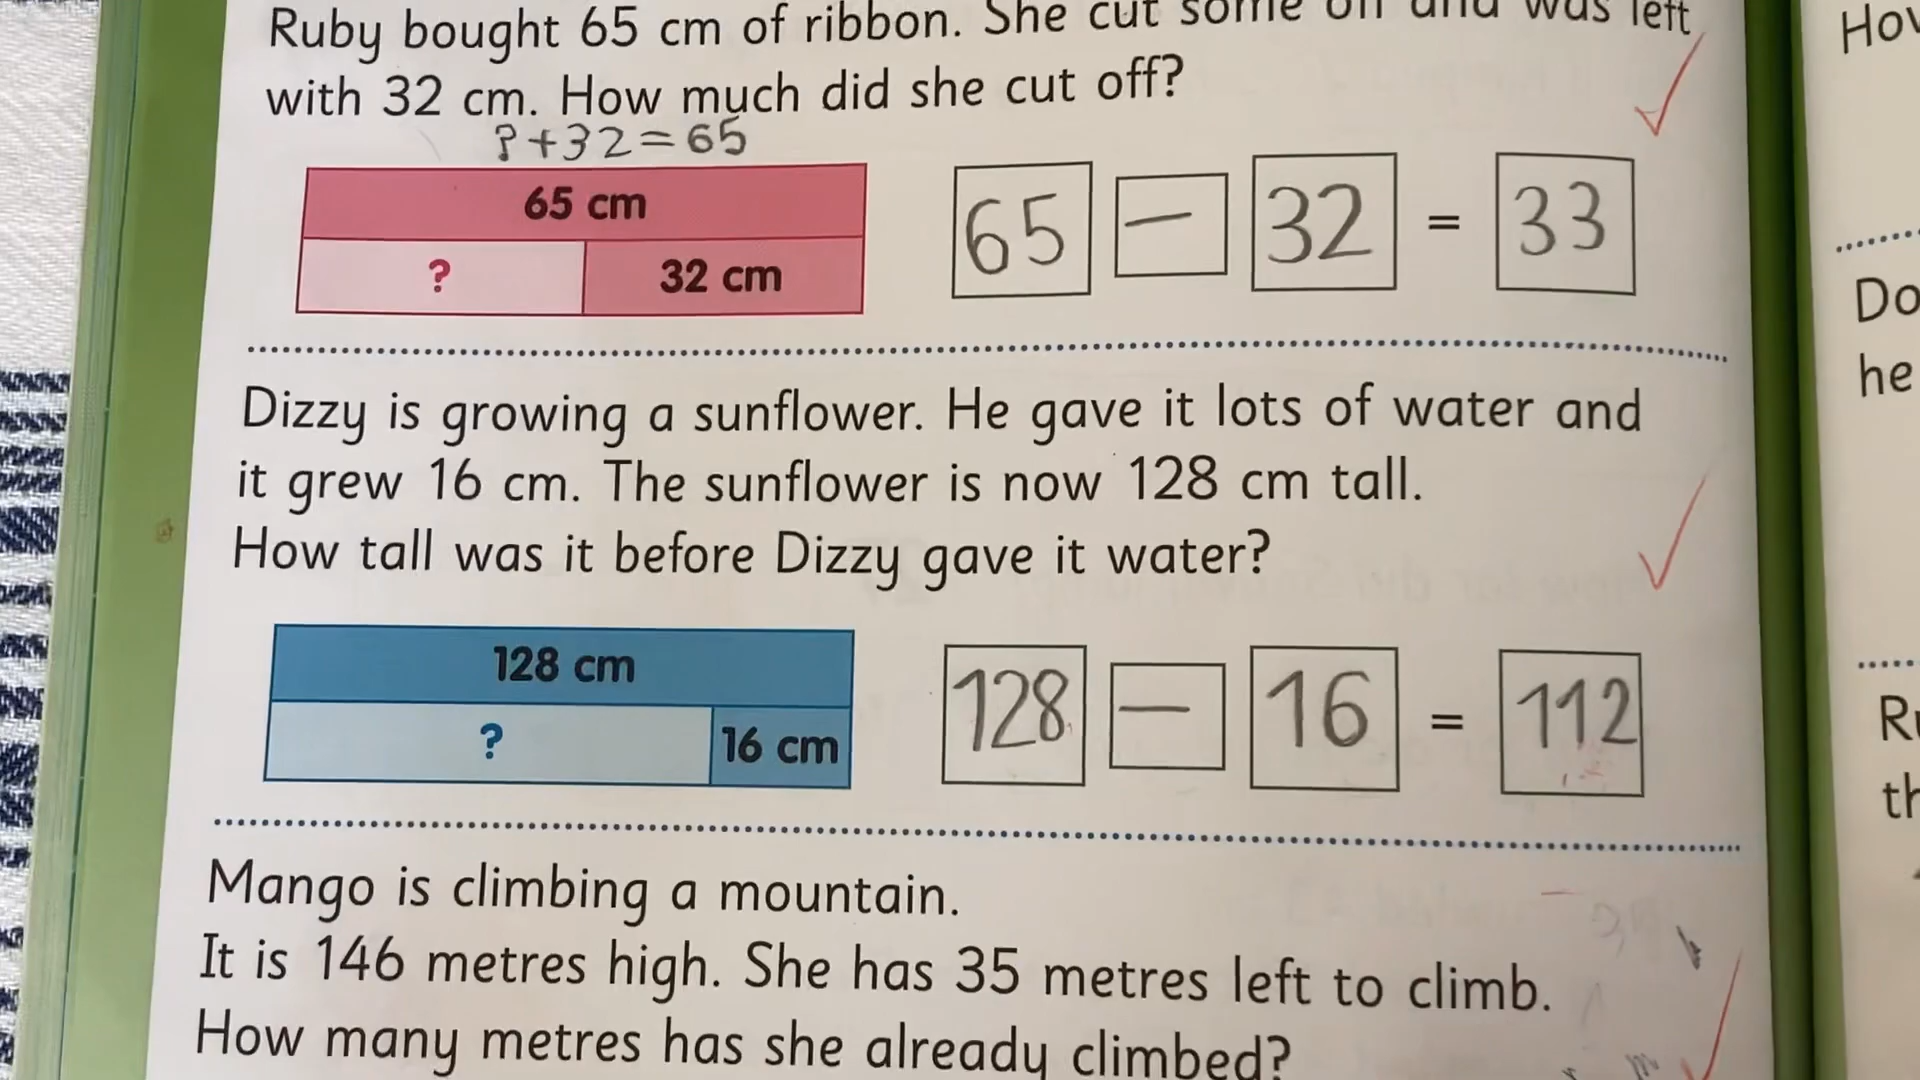 Ruby bought 65 cm of ribbon. She cut some off and was left
with 32 cm. How much did she cut off?
?+32=65
65 cm
? 32 cm
65 - 32 = 33
Dizzy is growing a sunflower. He gave it lots of water and
it grew 16 cm. The sunflower is now 128 cm tall.
How tall was it before Dizzy gave it water?
128 cm
? 16 cm
128 - 16 = 112
Mango is climbing a mountain.
It is 146 metres high. She has 35 metres left to climb.
How many metres has she already climbed?
Do
he